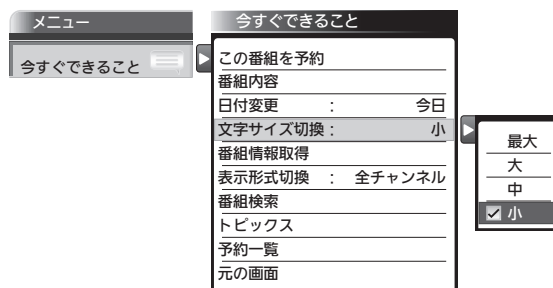 メニュー
今すぐできること
今すぐできること
この番組を予約
番組内容
日付変更 : 今日
文字サイズ切換 : 小
番組情報取得
表示形式切換 : 全チャンネル
番組検索
トピックス
予約一覧
元の画面
最大
大
中
小